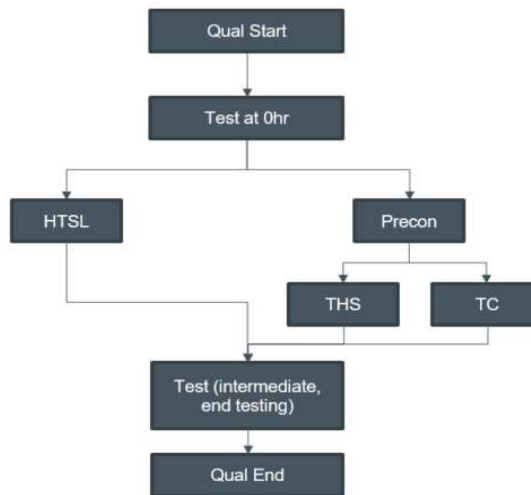 Qual Start
Test at 0hr
HTSL
Precon
THS
TC
Test (intermediate,
end testing)
Qual End